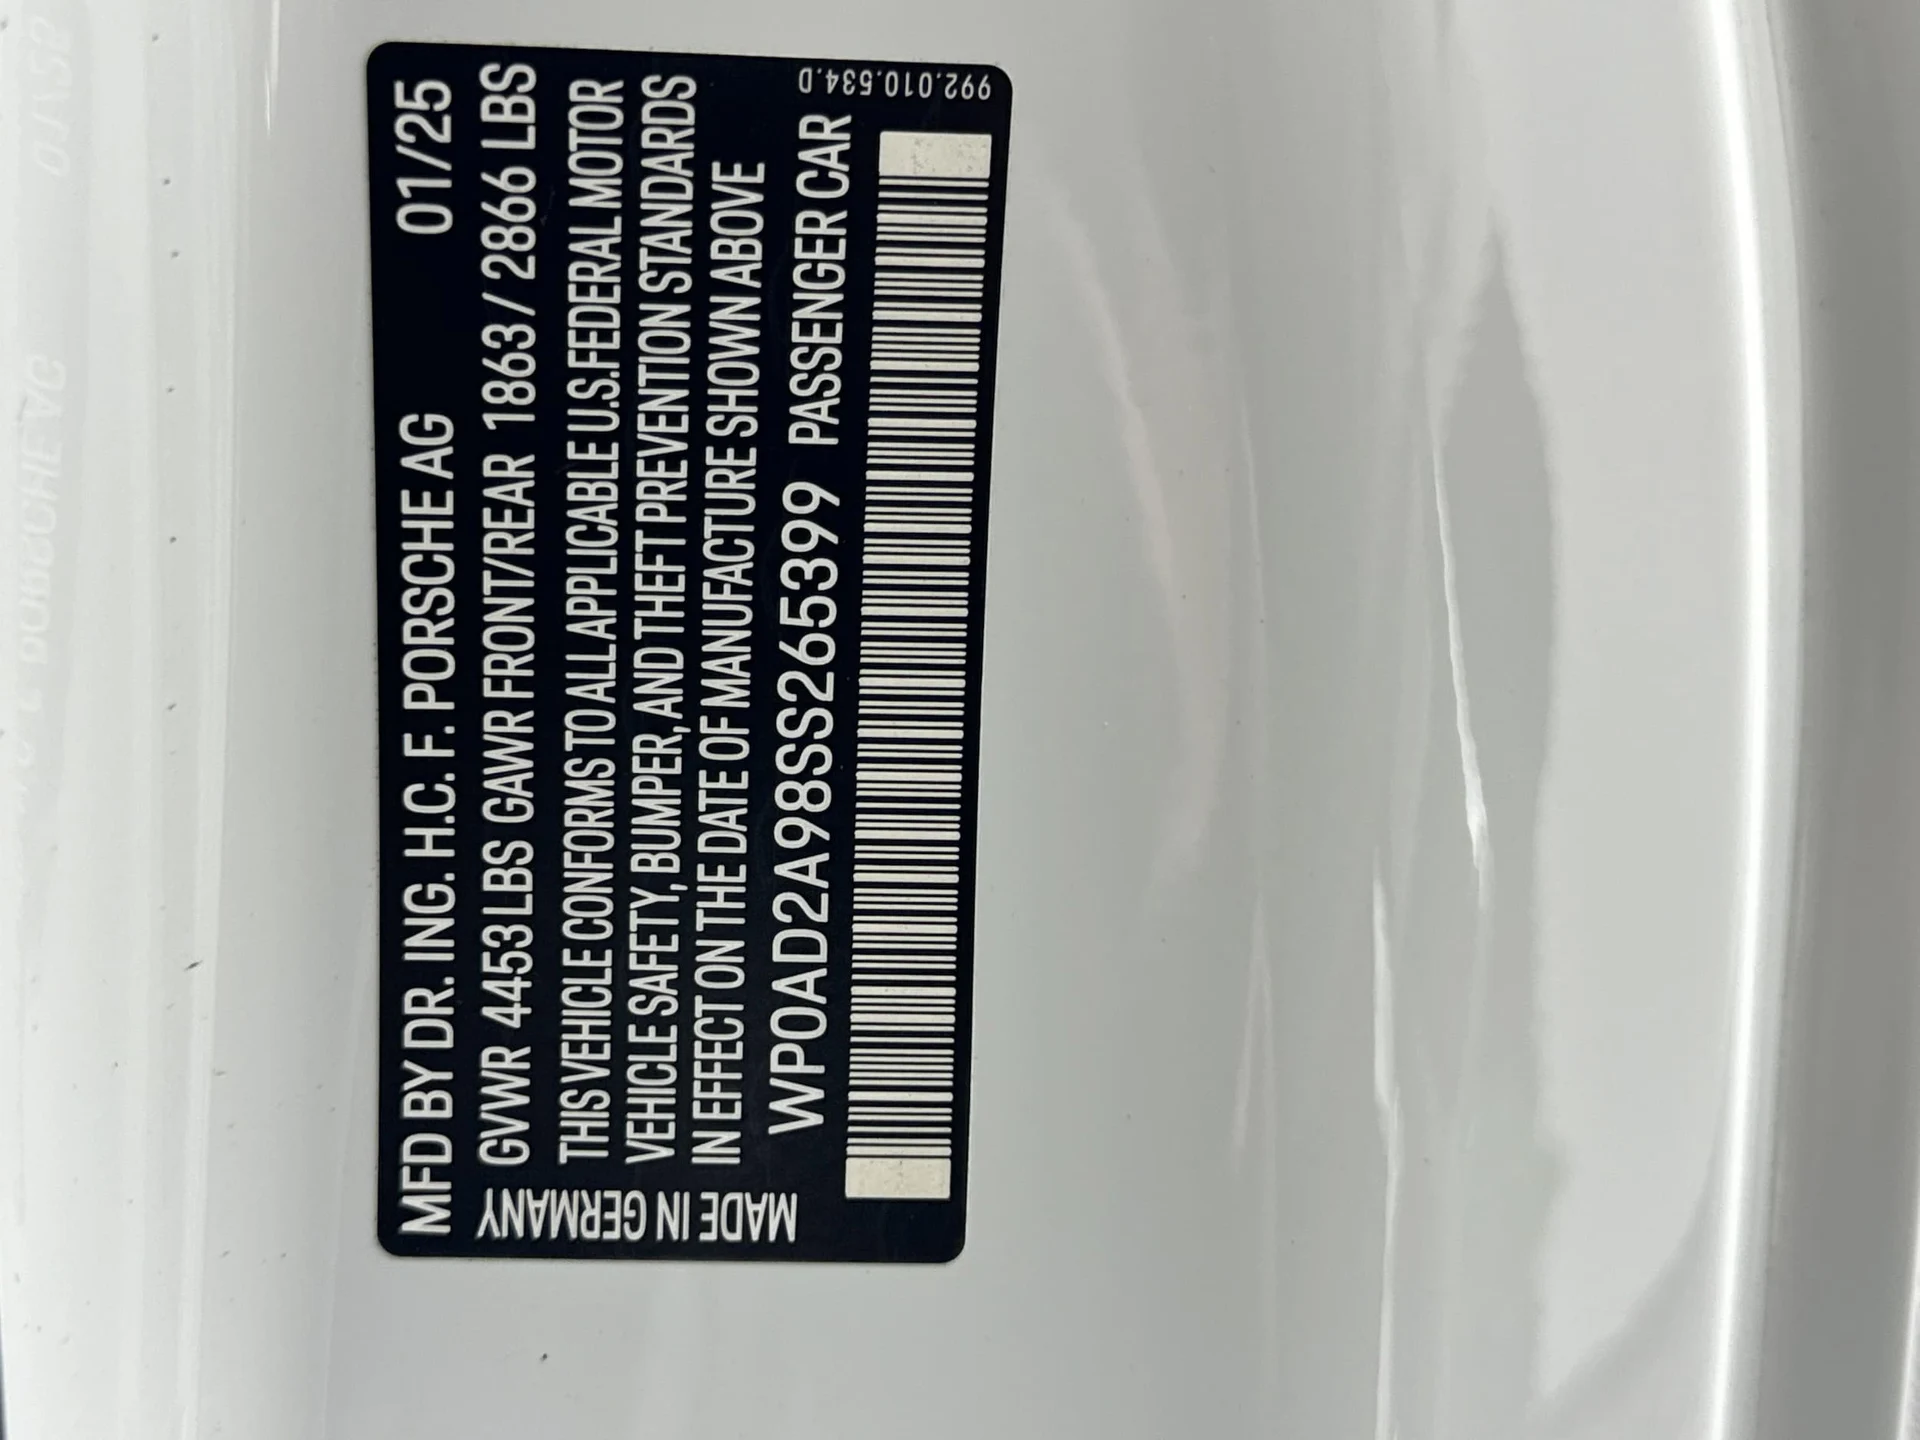 MFD BY DR. ING. H.C. F. PORSCHE AG 01/25
GVWR 4453 LBS GAWR FRONT/REAR 1863 / 2866 LBS
THIS VEHICLE CONFORMS TO ALL APPLICABLE U.S.FEDERAL MOTOR
VEHICLE SAFETY, BUMPER, AND THEFT PREVENTION STANDARDS
IN EFFECT ON THE DATE OF MANUFACTURE SHOWN ABOVE
WP0AD2A98SS265399 PASSENGER CAR
MADE IN GERMANY
992.010.534.D